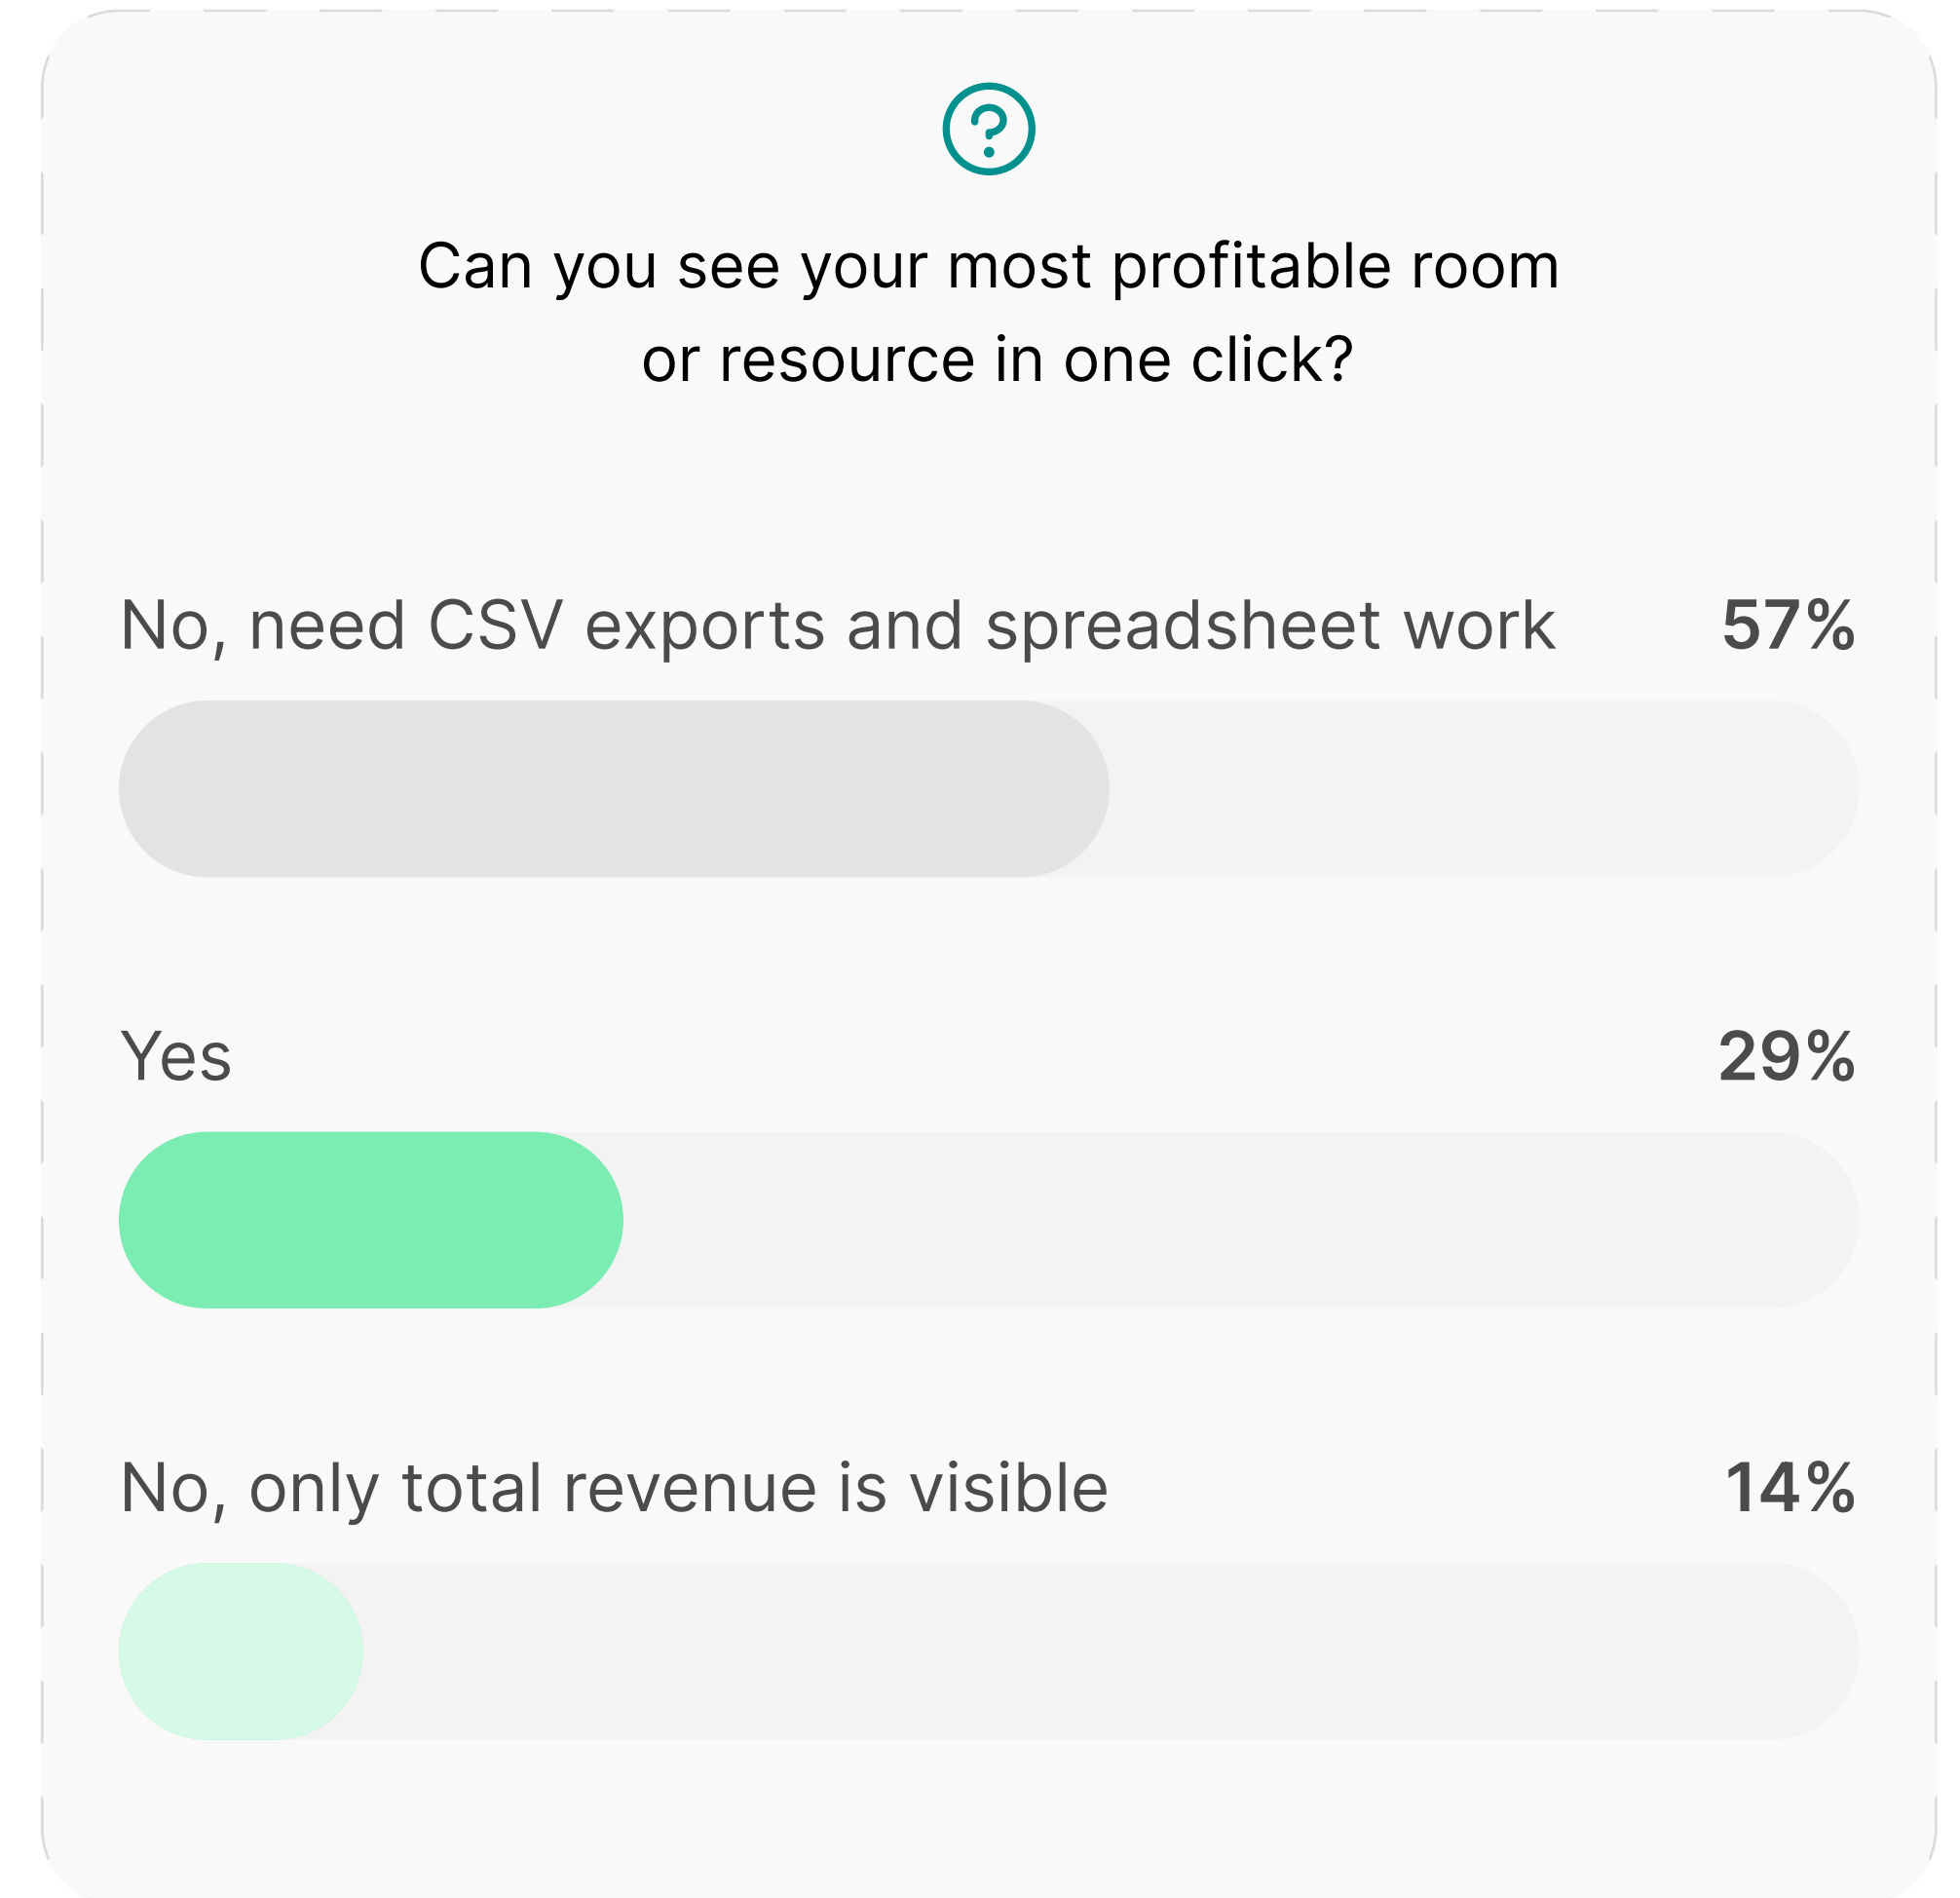 Can you see your most profitable room
or resource in one click?
No, need CSV exports and spreadsheet work 57%
Yes 29%
No, only total revenue is visible 14%